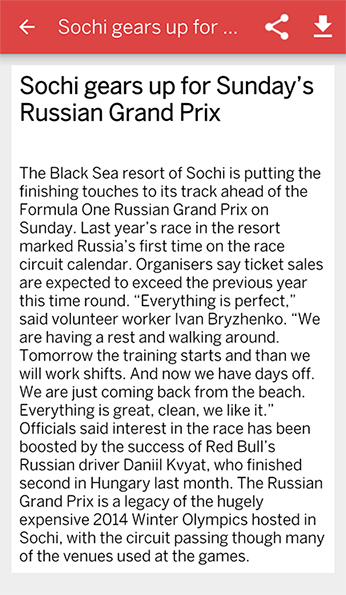 Sochi gears up for ...
Sochi gears up for Sunday’s
Russian Grand Prix
The Black Sea resort of Sochi is putting the
finishing touches to its track ahead of the
Formula One Russian Grand Prix on
Sunday. Last year’s race in the resort
marked Russia’s first time on the race
circuit calendar. Organisers say ticket sales
are expected to exceed the previous year
this time round. “Everything is perfect,”
said volunteer worker Ivan Bryzhenko. “We
are having a rest and walking around.
Tomorrow the training starts and than we
will work shifts. And now we have days off.
We are just coming back from the beach.
Everything is great, clean, we like it.”
Officials said interest in the race has been
boosted by the success of Red Bull’s
Russian driver Daniil Kvyat, who finished
second in Hungary last month. The Russian
Grand Prix is a legacy of the hugely
expensive 2014 Winter Olympics hosted in
Sochi, with the circuit passing though many
of the venues used at the games.